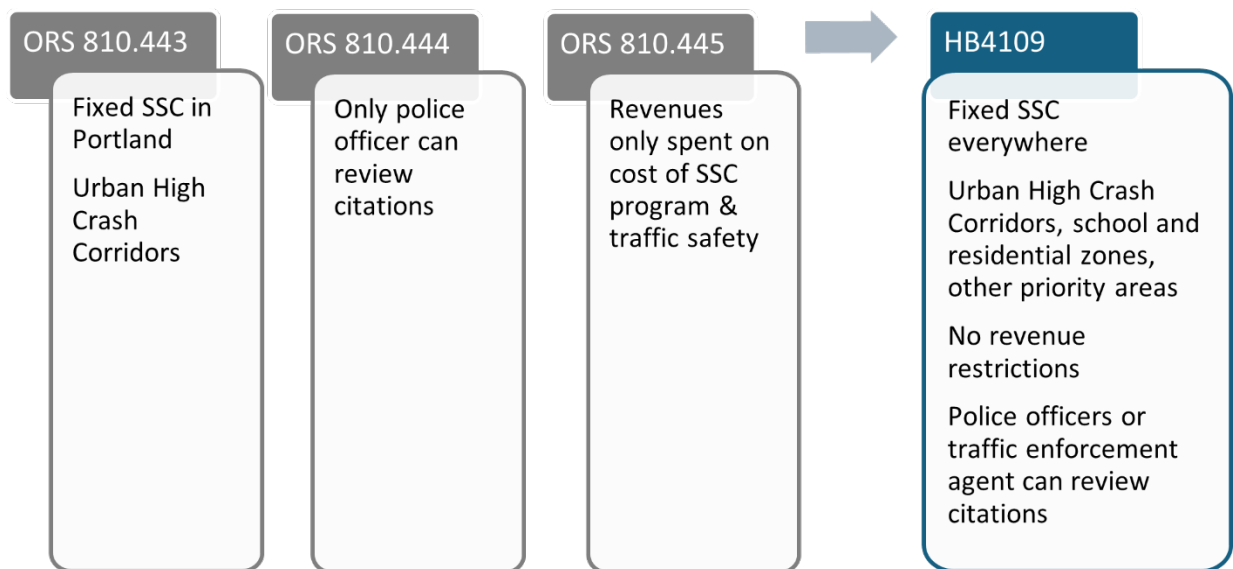 ORS 810.443
Fixed SSC in
Portland
Urban High
Crash
Corridors
ORS 810.444
Only police
officer can
review
citations
ORS 810.445
Revenues
only spent on
cost of SSC
program &
traffic safety
HB4109
Fixed SSC
everywhere
Urban High Crash
Corridors, school and
residential zones,
other priority areas
No revenue
restrictions
Police officers or
traffic enforcement
agent can review
citations